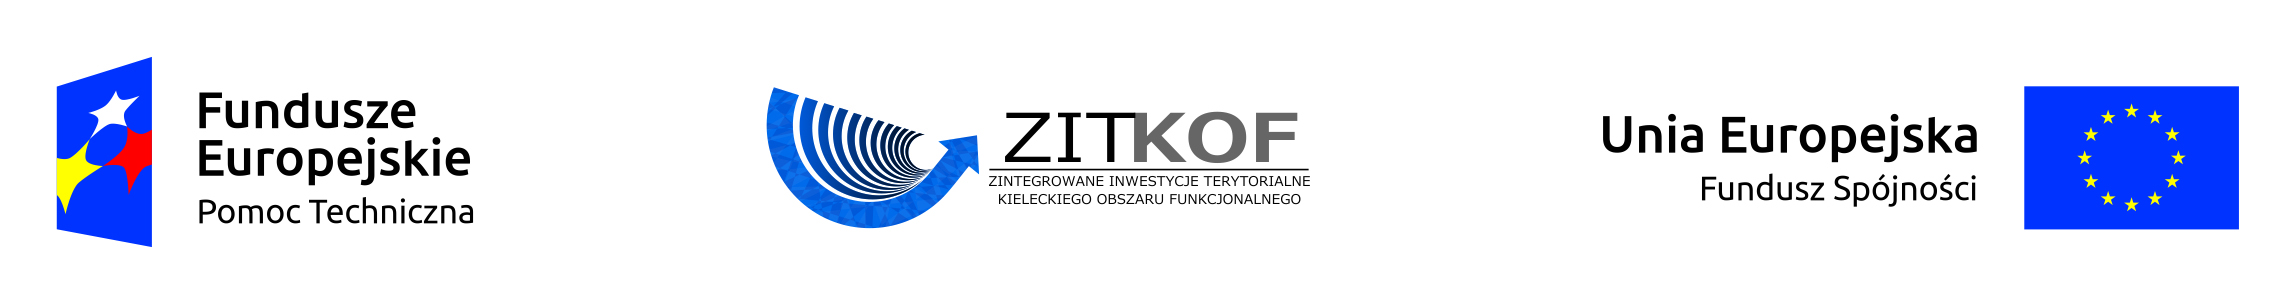 Fundusze
Europejskie
Pomoc Techniczna
ZITKOF
ZINTEGROWANE INWESTYCJE TERYTORIALNE
KIELECKIEGO OBSZARU FUNKCJONALNEGO
Unia Europejska
Fundusz Spójności